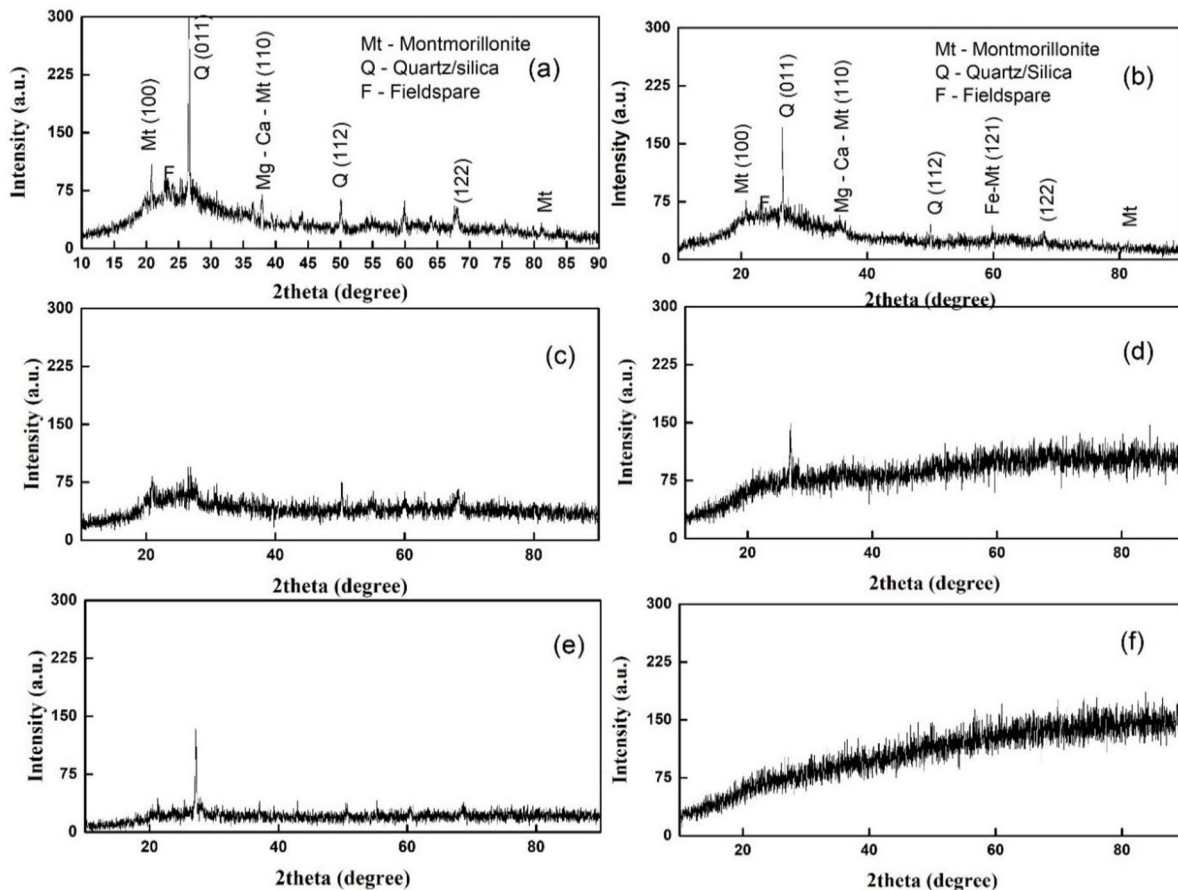 300
225
150
75
0
Intensity (a.u.)
Mt (100)
F
Q (011)
Mg - Ca - Mt (110)
Q (112)
(122)
Mt
Mt - Montmorillonite
Q - Quartz/silica
F - Fieldspare
(a)
10 15 20 25 30 35 40 45 50 55 60 65 70 75 80 85 90
2theta (degree)
300
225
150
75
0
Intensity (a.u.)
Mt (100)
F
Q (011)
Mg - Ca - Mt (110)
Q (112)
Fe-Mt (121)
(122)
Mt
Mt - Montmorillonite
Q - Quartz/Silica
F - Fieldspare
(b)
20 40 60 80
2theta (degree)
300
225
150
75
0
Intensity (a.u.)
(c)
20 40 60 80
2theta (degree)
300
225
150
75
0
Intensity (a.u.)
(d)
20 40 60 80
2theta (degree)
300
225
150
75
0
Intensity (a.u.)
(e)
20 40 60 80
2theta (degree)
300
225
150
75
0
Intensity (a.u.)
(f)
20 40 60 80
2theta (degree)